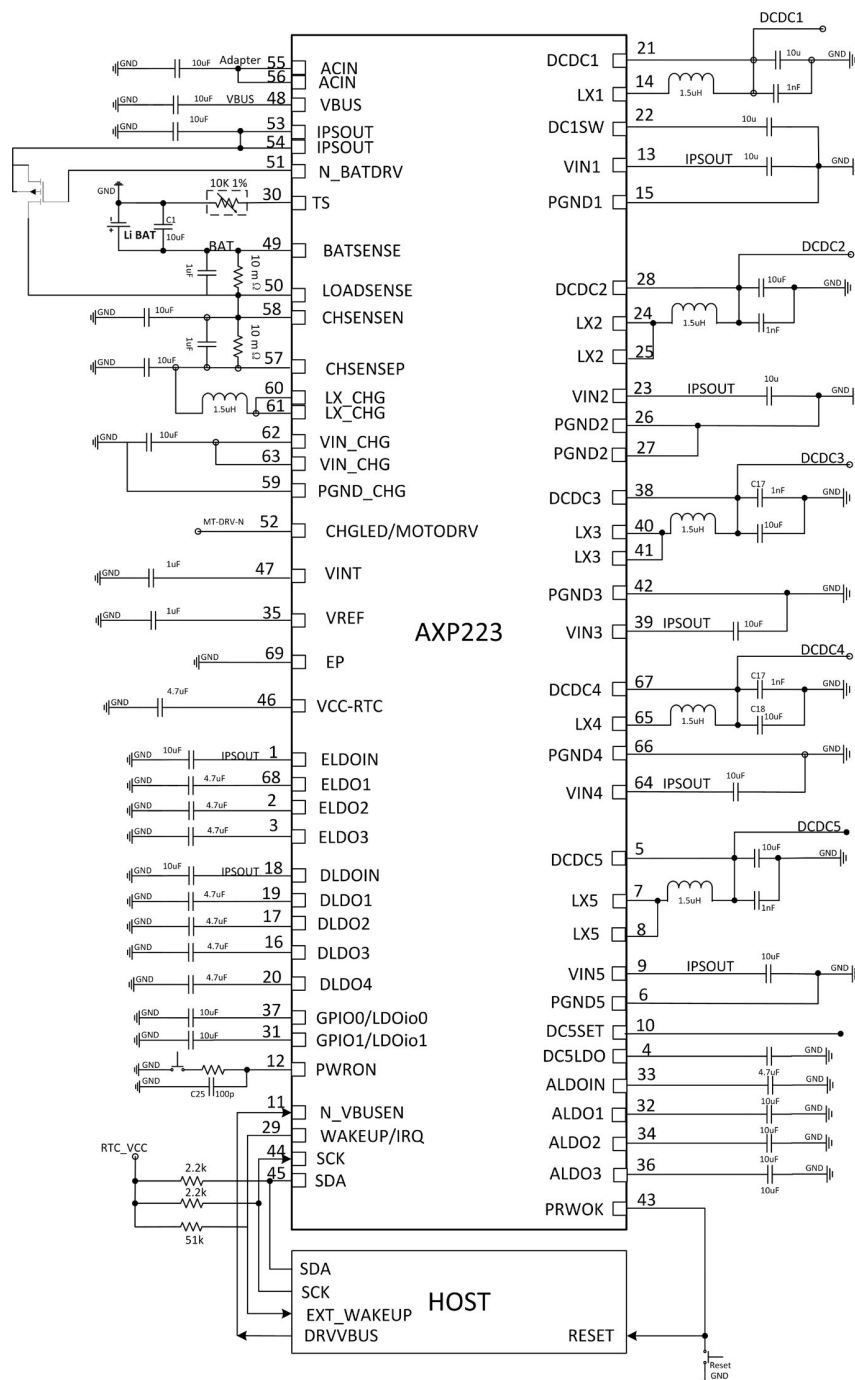 DCDC1
GND 10uF Adapter 55 ACIN
56 ACIN
GND 10uF VBUS 48 VBUS
GND 10uF 53 IPSOUT
54 IPSOUT
51 N_BATDRV
GND 10K 1% 30 TS
C1
10uF
Li BAT
BAT 49 BATSENSE
1uF 10 mΩ
50 LOADSENSE
GND 10uF 58 CHSENSEN
1uF 10 mΩ
GND 10uF 57 CHSENSEP
60 LX_CHG
1.5uH 61 LX_CHG
GND 10uF 62 VIN_CHG
63 VIN_CHG
59 PGND_CHG
MT-DRV-N 52 CHGLED/MOTODRV
GND 1uF 47 VINT
GND 1uF 35 VREF
GND 69 EP
GND 4.7uF 46 VCC-RTC
GND 10uF IPSOUT 1 ELDOIN
GND 4.7uF 68 ELDO1
GND 4.7uF 2 ELDO2
GND 4.7uF 3 ELDO3
GND 10uF IPSOUT 18 DLDOIN
GND 4.7uF 19 DLDO1
GND 4.7uF 17 DLDO2
GND 4.7uF 16 DLDO3
GND 4.7uF 20 DLDO4
GND 10uF 37 GPIO0/LDOio0
GND 10uF 31 GPIO1/LDOio1
GND 12 PWRON
GND C25 100p
11 N_VBUSEN
29 WAKEUP/IRQ
44 SCK
45 SDA
RTC_VCC
2.2k
2.2k
51k
AXP223
DCDC1 21 10u GND
LX1 14 1.5uH 1nF
DC1SW 22 10u
VIN1 13 IPSOUT 10u GND
PGND1 15
DCDC2
DCDC2 28 10uF GND
LX2 24 1.5uH 1nF
LX2 25
VIN2 23 IPSOUT 10u GND
PGND2 26
PGND2 27
DCDC3
DCDC3 38 C17 1nF GND
LX3 40 1.5uH 10uF
LX3 41
PGND3 42 GND
VIN3 39 IPSOUT 10uF
DCDC4
DCDC4 67 C17 1nF GND
LX4 65 1.5uH C18 10uF
PGND4 66 GND
VIN4 64 IPSOUT 10uF
DCDC5
DCDC5 5 10uF GND
LX5 7 1.5uH 1nF
LX5 8
VIN5 9 IPSOUT 10uF GND
PGND5 6
DC5SET 10
DC5LDO 4 GND
4.7uF
ALDOIN 33 GND
10uF
ALDO1 32 GND
10uF
ALDO2 34 GND
10uF
ALDO3 36 GND
10uF
PRWOK 43
SDA
SCK
EXT_WAKEUP
DRVVBUS
HOST
RESET
Reset
GND